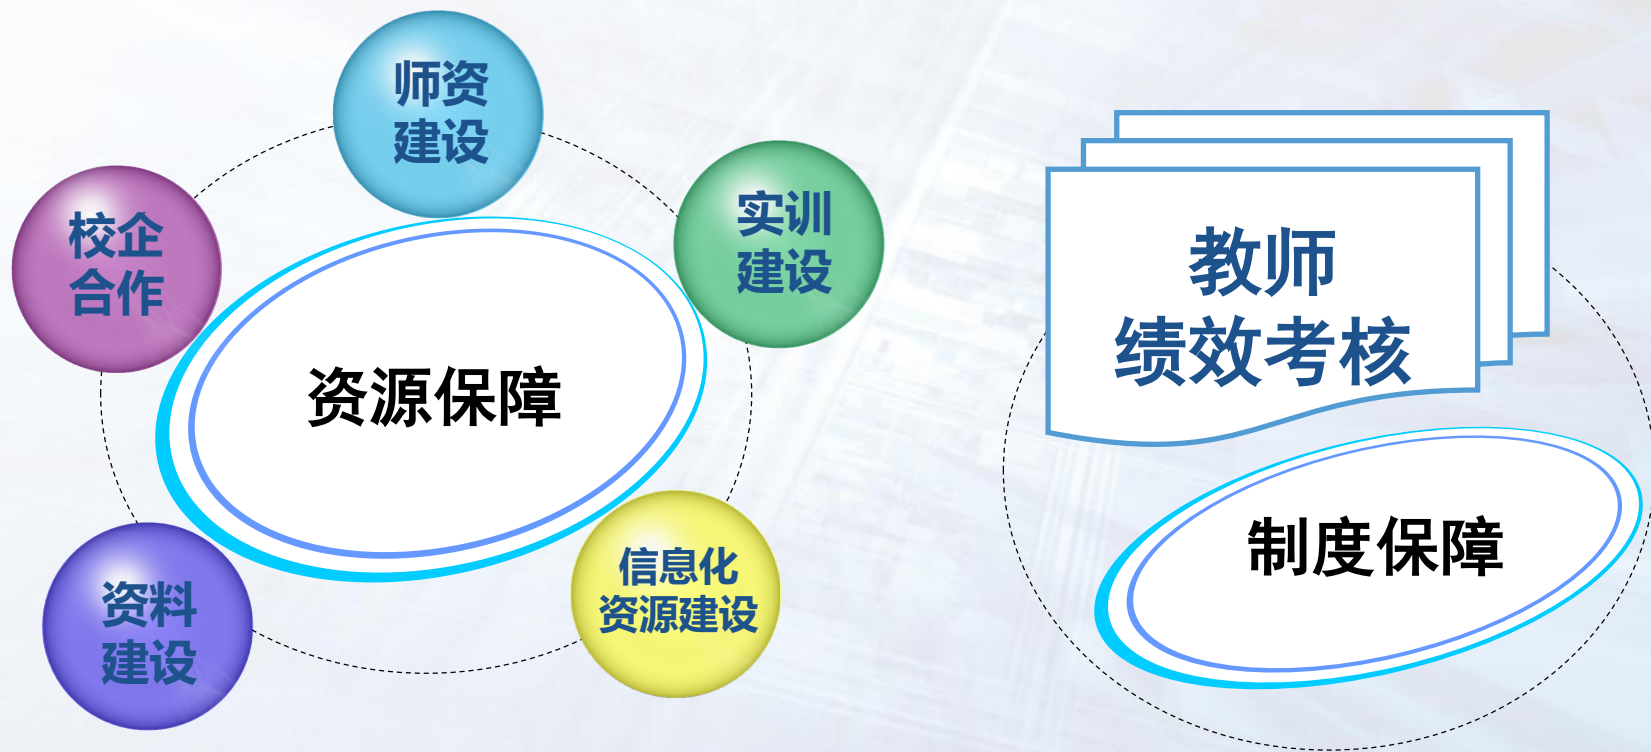 师资
建设
校企
合作
实训
建设
资源保障
资料
建设
信息化
资源建设
教师
绩效考核
制度保障